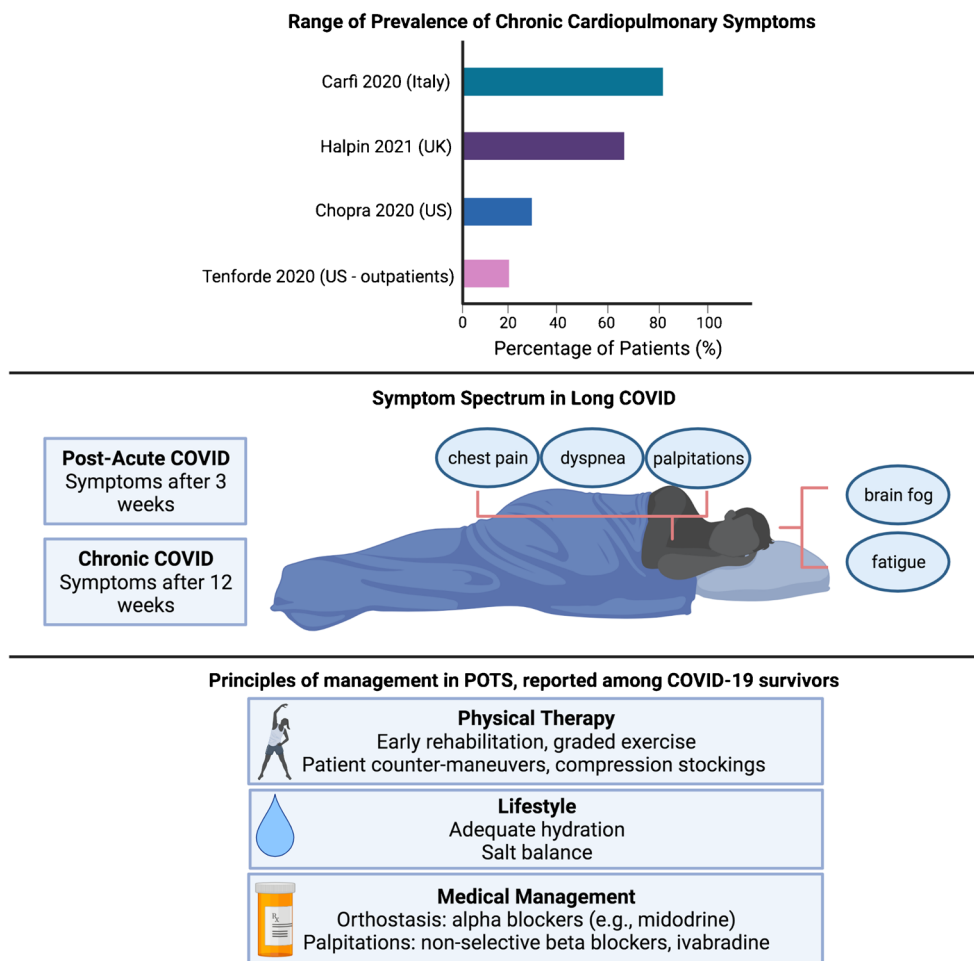 Range of Prevalence of Chronic Cardiopulmonary Symptoms
Carfi 2020 (Italy)
Halpin 2021 (UK)
Chopra 2020 (US)
Tenforde 2020 (US - outpatients)
0 20 40 60 80 100
Percentage of Patients (%)
Symptom Spectrum in Long COVID
Post-Acute COVID
Symptoms after 3
weeks
Chronic COVID
Symptoms after 12
weeks
chest pain
dyspnea
palpitations
brain fog
fatigue
Principles of management in POTS, reported among COVID-19 survivors
Physical Therapy
Early rehabilitation, graded exercise
Patient counter-maneuvers, compression stockings
Lifestyle
Adequate hydration
Salt balance
Rx
Medical Management
Orthostasis: alpha blockers (e.g., midodrine)
Palpitations: non-selective beta blockers, ivabradine